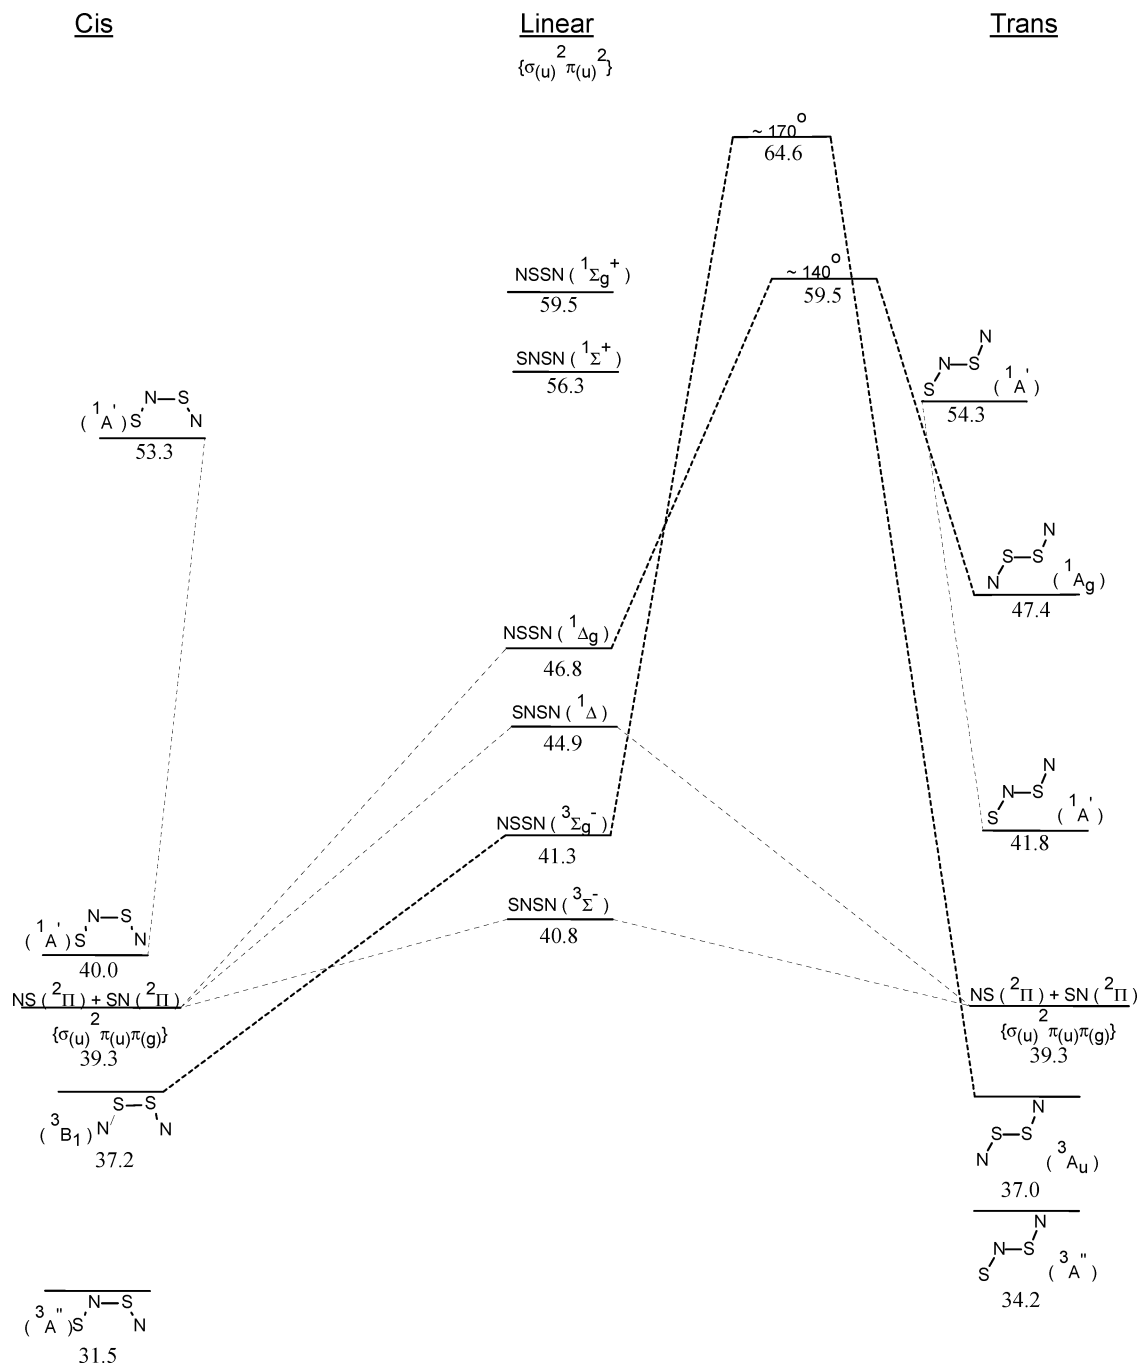 Cis Linear Trans
{σ(u)²π(u)²}
~ 170°
64.6
NSSN ( ¹Σg⁺)
59.5
~ 140°
59.5
SNSN ( ¹Σ⁺)
56.3
N
N S
S ( ¹A')
54.3
N S
( ¹A') S N
53.3
N
S S
N ( ¹Ag)
47.4
NSSN ( ¹Δg)
46.8
SNSN ( ¹Δ)
44.9
N
N S
S ( ¹A')
41.8
NSSN ( ³Σg⁻)
41.3
SNSN ( ³Σ⁻)
40.8
N S
( ¹A') S N
40.0
NS ( ²Π) + SN ( ²Π)
{σ(u)²π(u)π(g)}
39.3
NS ( ²Π) + SN ( ²Π)
{σ(u)²π(u)π(g)}
39.3
S S
( ³B₁) N N
37.2
N
S S
N ( ³Au)
37.0
N
N S
S ( ³A")
34.2
N S
( ³A") S N
31.5